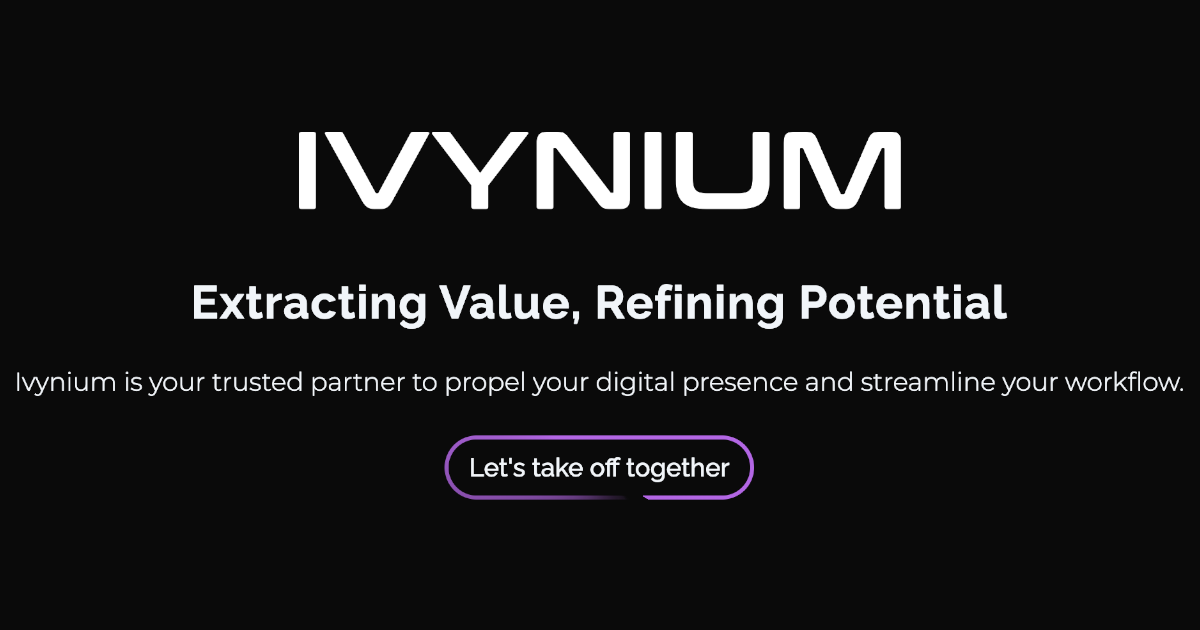 IVYNIUM
Extracting Value, Refining Potential
Ivynium is your trusted partner to propel your digital presence and streamline your workflow.
Let's take off together